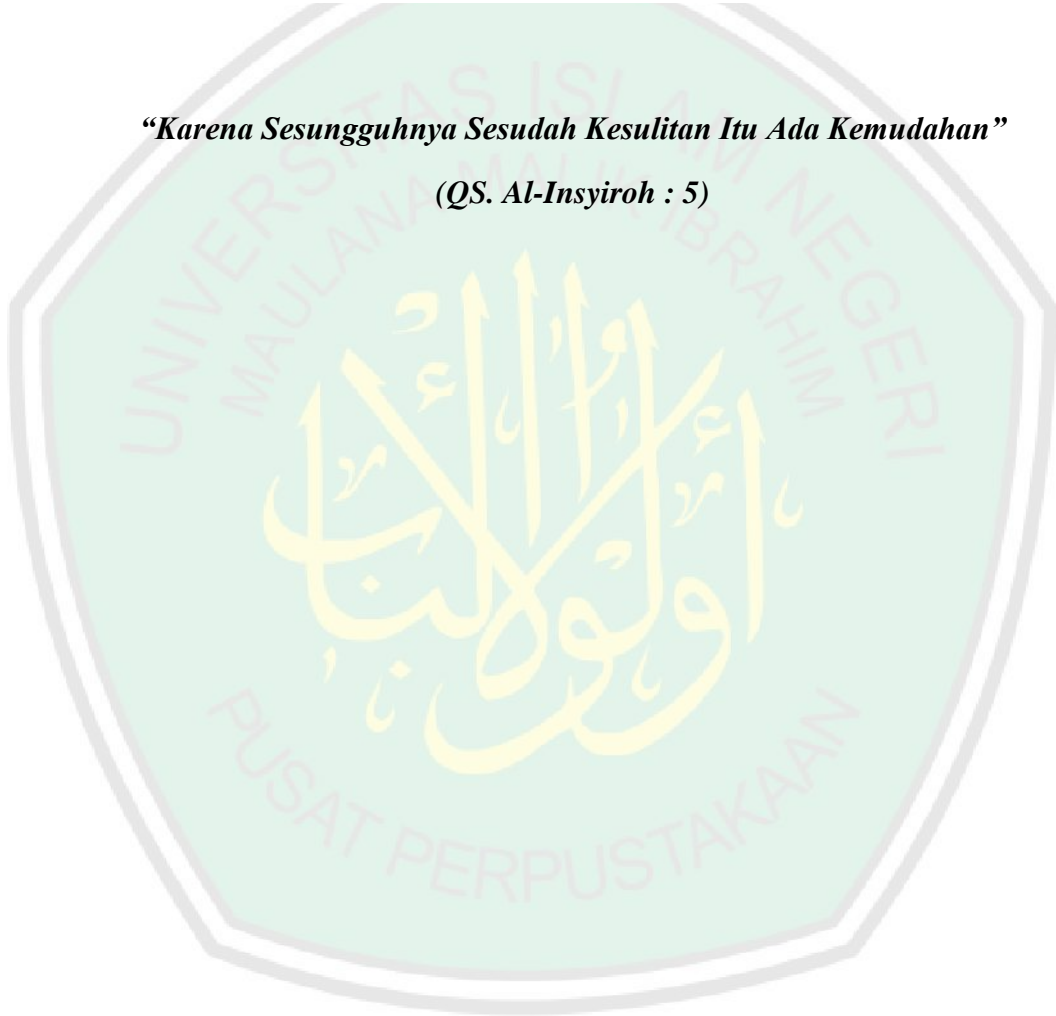 “Karena Sesungguhnya Sesudah Kesulitan Itu Ada Kemudahan”
(QS. Al-Insyiroh : 5)
UNIVERSITAS ISLAM NEGERI
MAULANA MALIK IBRAHIM
أولوا الألباب
PUSAT PERPUSTAKAAN